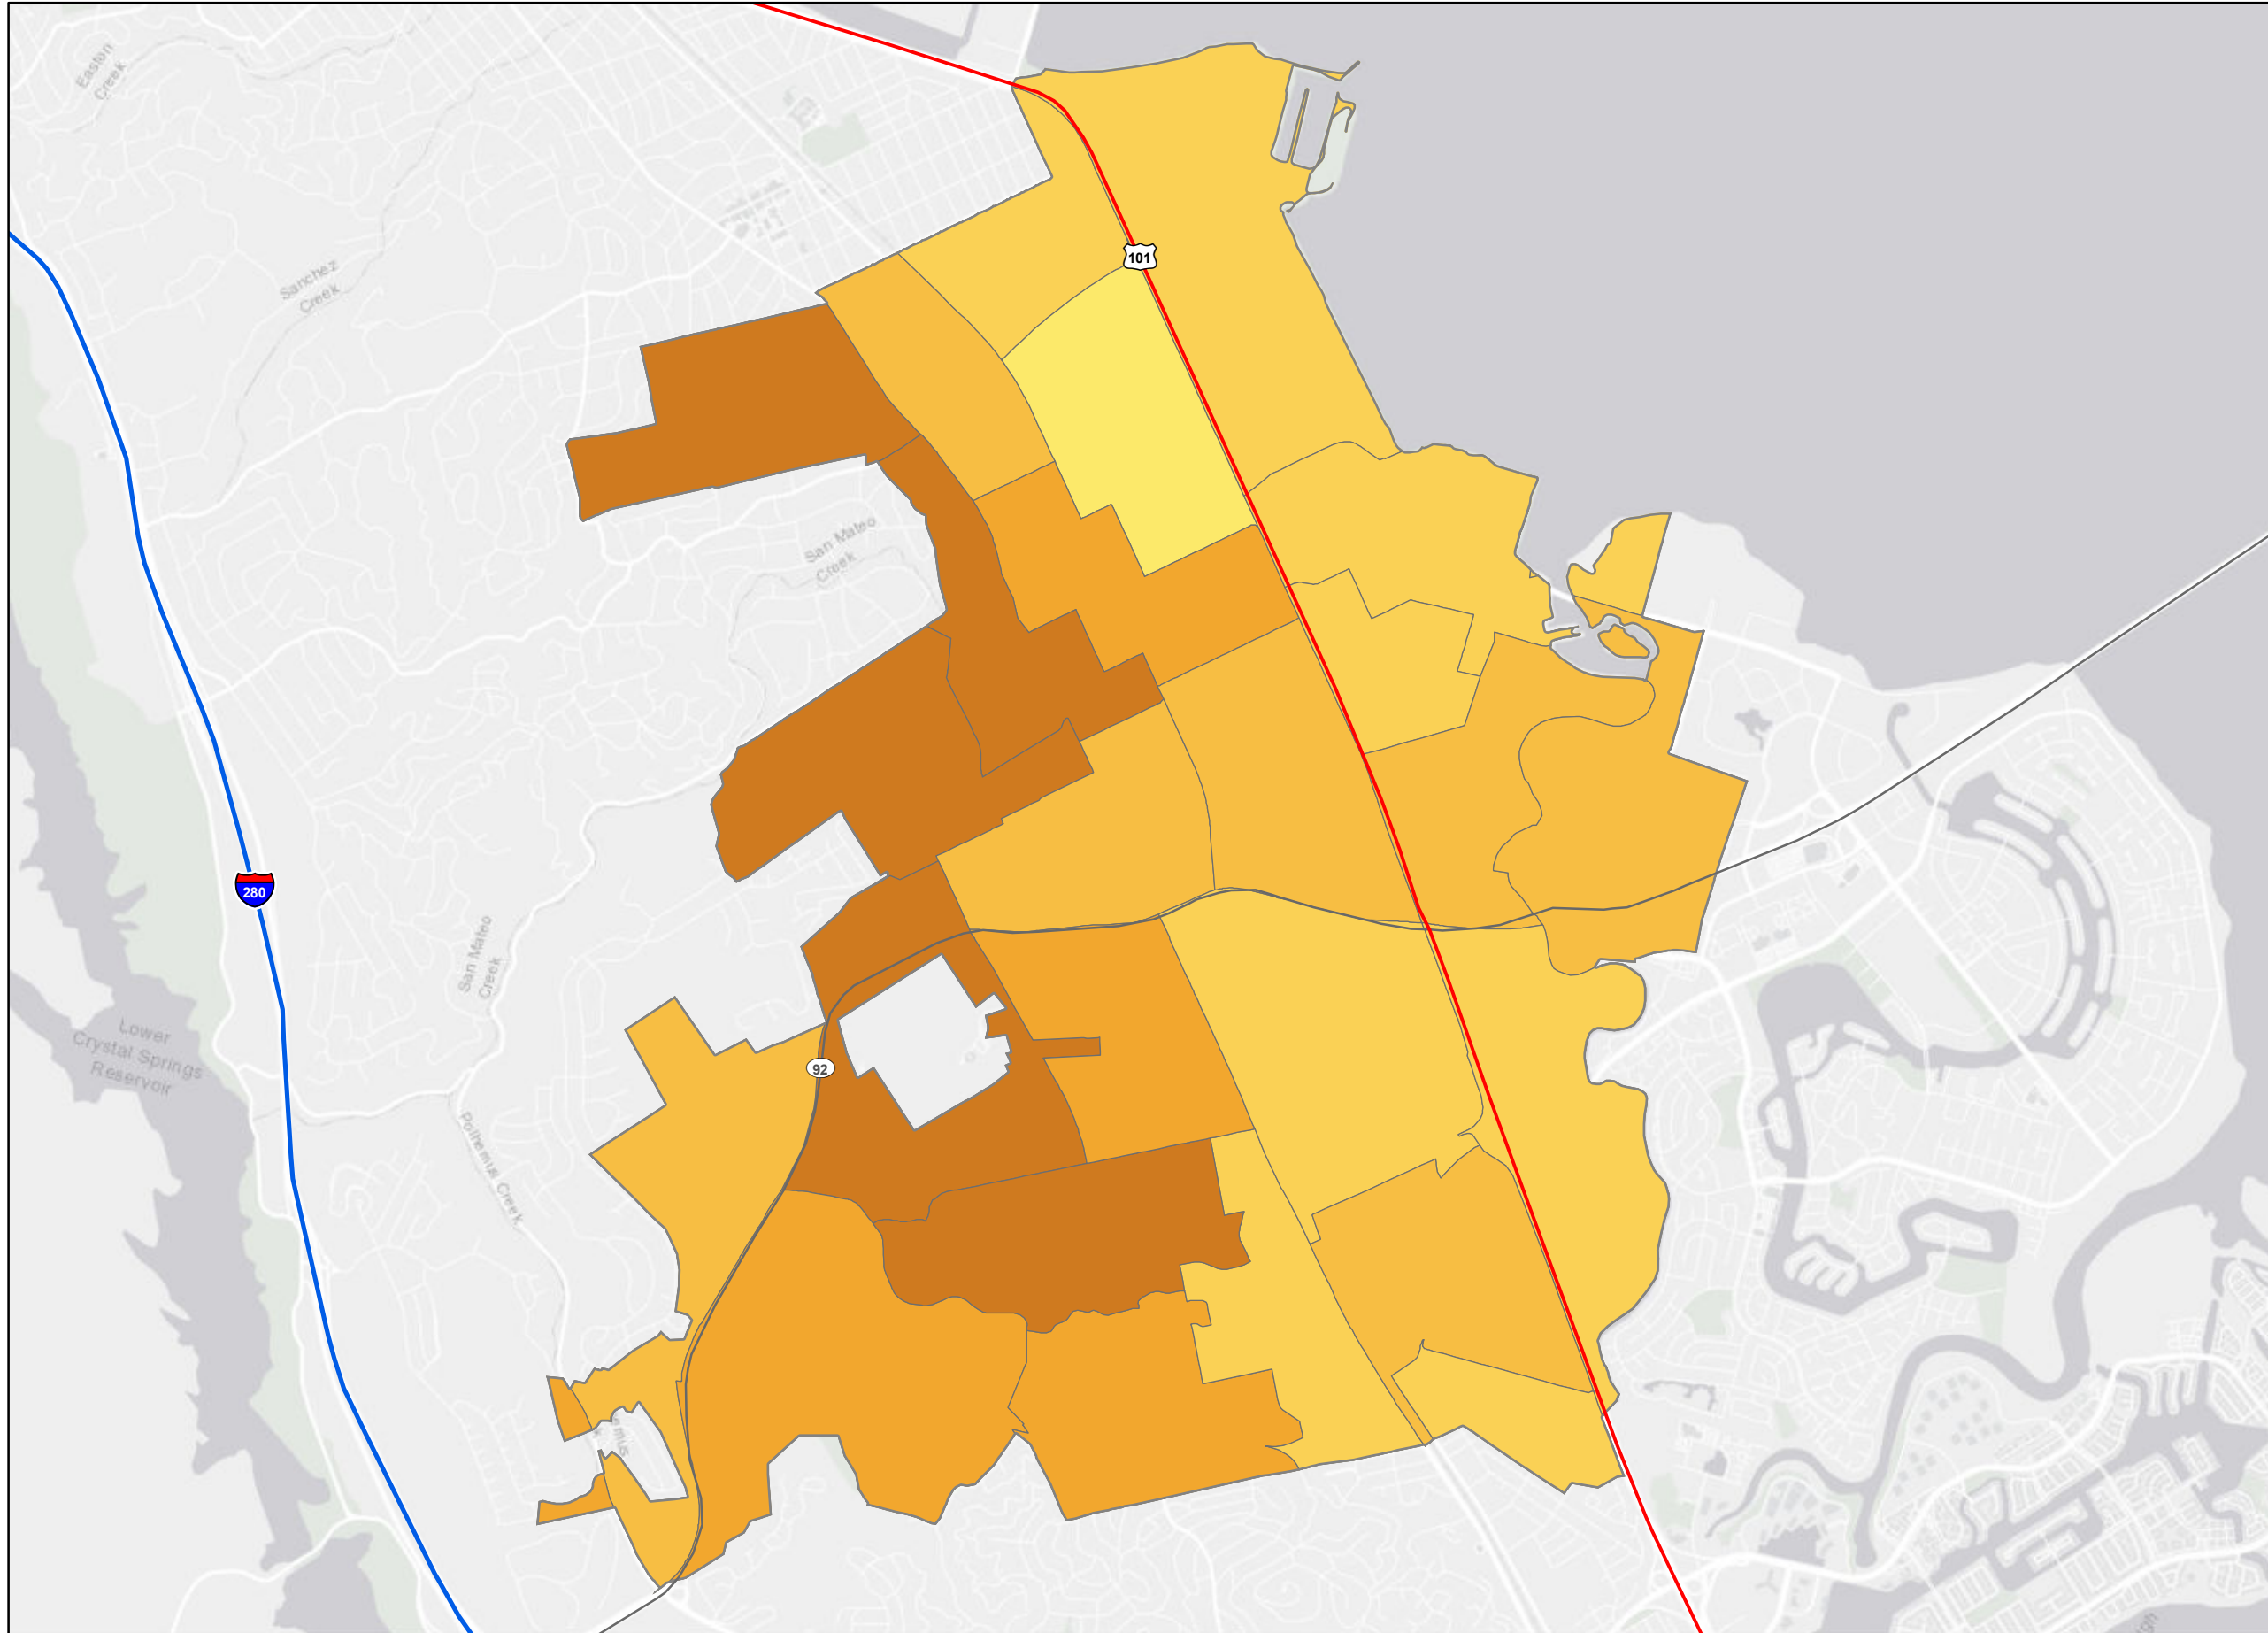 Easton
Creek
101
Sanchez
Creek
San Mateo
Creek
280
San Mateo
Creek
Lower
Crystal Springs
Reservoir
92
Polhemus Creek